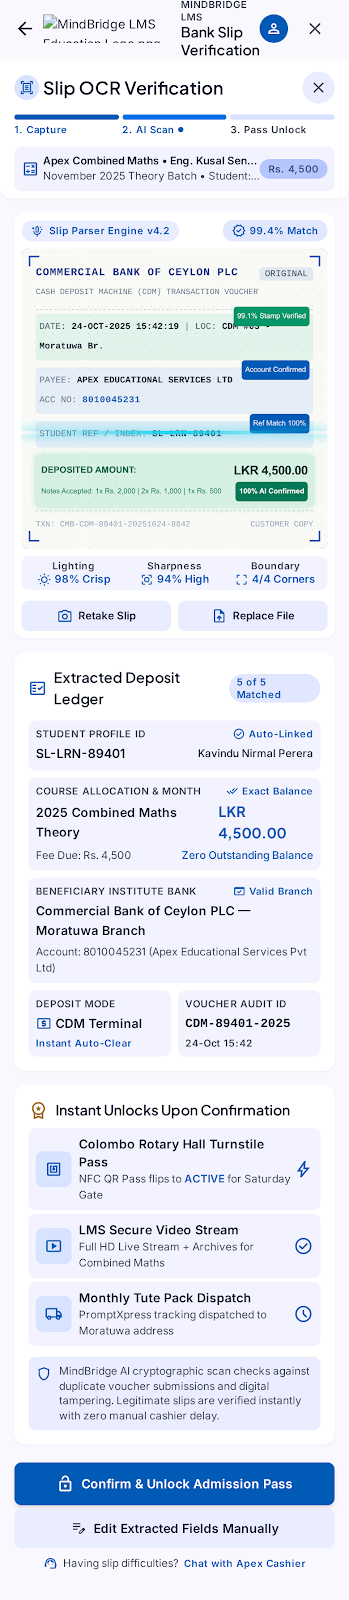 MindBridge LMS
Education Logo.png
MINDBRIDGE
LMS
Bank Slip
Verification
Slip OCR Verification
1. Capture
2. AI Scan
3. Pass Unlock
Apex Combined Maths • Eng. Kusal Sen...
November 2025 Theory Batch • Student:...
Rs. 4,500
Slip Parser Engine v4.2
99.4% Match
COMMERCIAL BANK OF CEYLON PLC
ORIGINAL
CASH DEPOSIT MACHINE (CDM) TRANSACTION VOUCHER
99.1% Stamp Verified
DATE: 24-OCT-2025 15:42:19 | LOC: CDM #03 -
Moratuwa Br.
Account Confirmed
PAYEE: APEX EDUCATIONAL SERVICES LTD
ACC NO: 8010045231
Ref Match 100%
STUDENT REF / INDEX: SL-LRN-89401
DEPOSITED AMOUNT:
LKR 4,500.00
Notes Accepted: 1x Rs. 2,000 | 2x Rs. 1,000 | 1x Rs. 500
100% AI Confirmed
TXN: CMB-CDM-89401-20251024-8842
CUSTOMER COPY
Lighting
98% Crisp
Sharpness
94% High
Boundary
4/4 Corners
Retake Slip
Replace File
Extracted Deposit
Ledger
5 of 5
Matched
STUDENT PROFILE ID
Auto-Linked
SL-LRN-89401
Kavindu Nirmal Perera
COURSE ALLOCATION & MONTH
Exact Balance
2025 Combined Maths
Theory
LKR
4,500.00
Fee Due: Rs. 4,500
Zero Outstanding Balance
BENEFICIARY INSTITUTE BANK
Valid Branch
Commercial Bank of Ceylon PLC —
Moratuwa Branch
Account: 8010045231 (Apex Educational Services Pvt
Ltd)
DEPOSIT MODE
CDM Terminal
Instant Auto-Clear
VOUCHER AUDIT ID
CDM-89401-2025
24-Oct 15:42
Instant Unlocks Upon Confirmation
Colombo Rotary Hall Turnstile
Pass
NFC QR Pass flips to ACTIVE for Saturday
Gate
LMS Secure Video Stream
Full HD Live Stream + Archives for
Combined Maths
Monthly Tute Pack Dispatch
PromptXpress tracking dispatched to
Moratuwa address
MindBridge AI cryptographic scan checks against
duplicate voucher submissions and digital
tampering. Legitimate slips are verified instantly
with zero manual cashier delay.
Confirm & Unlock Admission Pass
Edit Extracted Fields Manually
Having slip difficulties? Chat with Apex Cashier